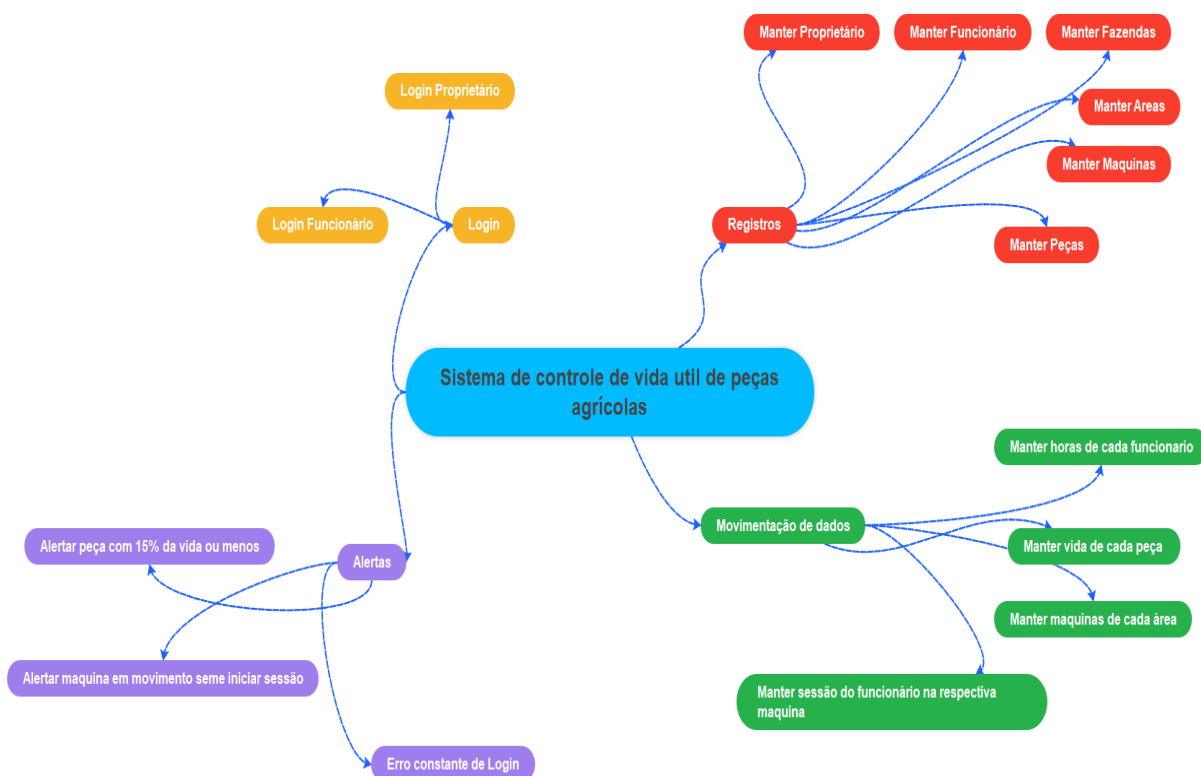 Manter Proprietário
Manter Funcionário
Manter Fazendas
Login Proprietário
Manter Areas
Manter Maquinas
Login Funcionário
Login
Registros
Manter Peças
Sistema de controle de vida util de peças
agrícolas
Manter horas de cada funcionario
Movimentação de dados
Manter vida de cada peça
Alertar peça com 15% da vida ou menos
Alertas
Manter maquinas de cada área
Alertar maquina em movimento seme iniciar sessão
Manter sessão do funcionário na respectiva
maquina
Erro constante de Login